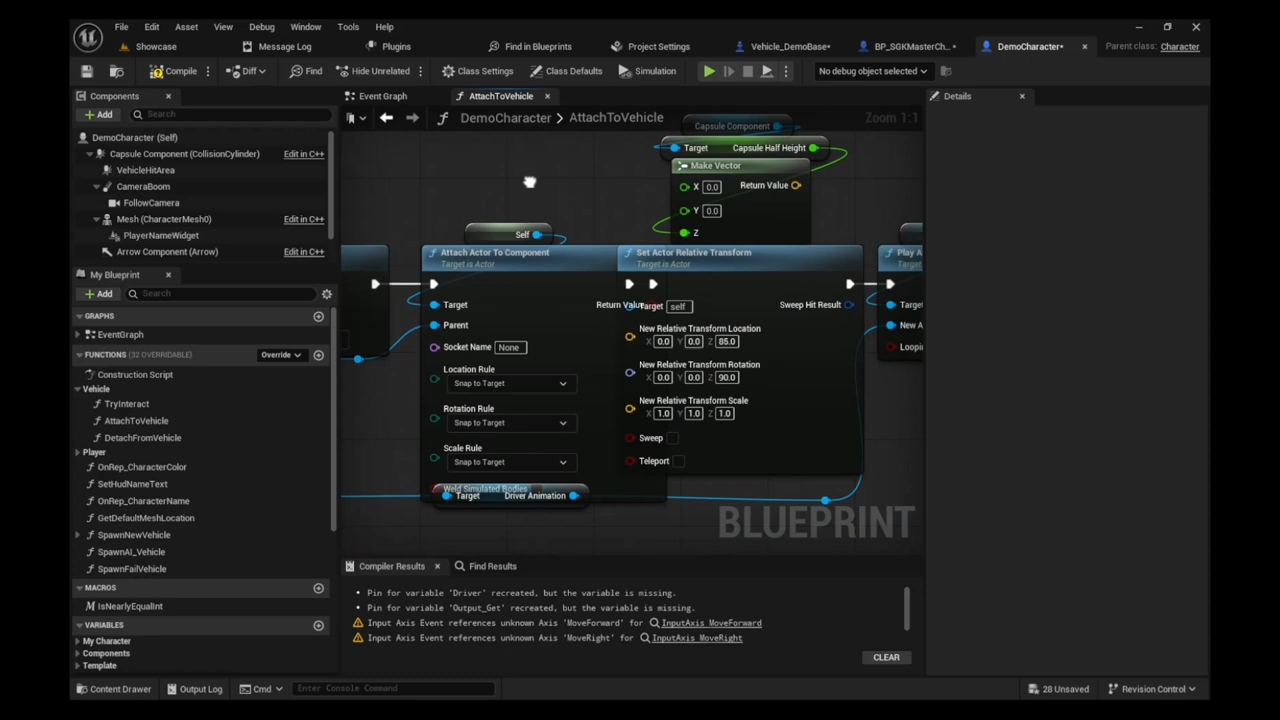 File Edit Asset View Debug Window Tools Help
Showcase Message Log Plugins Find in Blueprints Project Settings Vehicle_DemoBase* BP_SGKMasterCh...* DemoCharacter* Parent class: Character
Compile Diff Find Hide Unrelated Class Settings Class Defaults Simulation No debug object selected
Components
Add Search
DemoCharacter (Self)
Capsule Component (CollisionCylinder) Edit in C++
VehicleHitArea
CameraBoom
FollowCamera
Mesh (CharacterMesh0) Edit in C++
PlayerNameWidget
Arrow Component (Arrow) Edit in C++
My Blueprint
Add Search
GRAPHS
EventGraph
FUNCTIONS (32 OVERRIDABLE) Override
Construction Script
Vehicle
TryInteract
AttachToVehicle
DetachFromVehicle
Player
OnRep_CharacterColor
SetHudNameText
OnRep_CharacterName
GetDefaultMeshLocation
SpawnNewVehicle
SpawnAI_Vehicle
SpawnFailVehicle
MACROS
IsNearlyEqualInt
VARIABLES
My Character
Components
Template
Event Graph AttachToVehicle
DemoCharacter > AttachToVehicle Zoom 1:1
Capsule Component
Target Capsule Half Height
Make Vector
X 0.0 Return Value
Y 0.0
Z
Self
Attach Actor To Component
Target is Actor
Target Return Value
Parent
Socket Name None
Location Rule
Snap to Target
Rotation Rule
Snap to Target
Scale Rule
Snap to Target
Weld Simulated Bodies
Target Driver Animation
Set Actor Relative Transform
Target is Actor
Target self Sweep Hit Result
New Relative Transform Location
X 0.0 Y 0.0 Z 85.0
New Relative Transform Rotation
X 0.0 Y 0.0 Z 90.0
New Relative Transform Scale
X 1.0 Y 1.0 Z 1.0
Sweep
Teleport
Play A
Target
Target
New A
Loopin
BLUEPRINT
Compiler Results Find Results
Pin for variable 'Driver' recreated, but the variable is missing.
Pin for variable 'Output_Get' recreated, but the variable is missing.
Input Axis Event references unknown Axis 'MoveForward' for InputAxis MoveForward
Input Axis Event references unknown Axis 'MoveRight' for InputAxis MoveRight
CLEAR
Details
Content Drawer Output Log Cmd Enter Console Command 28 Unsaved Revision Control